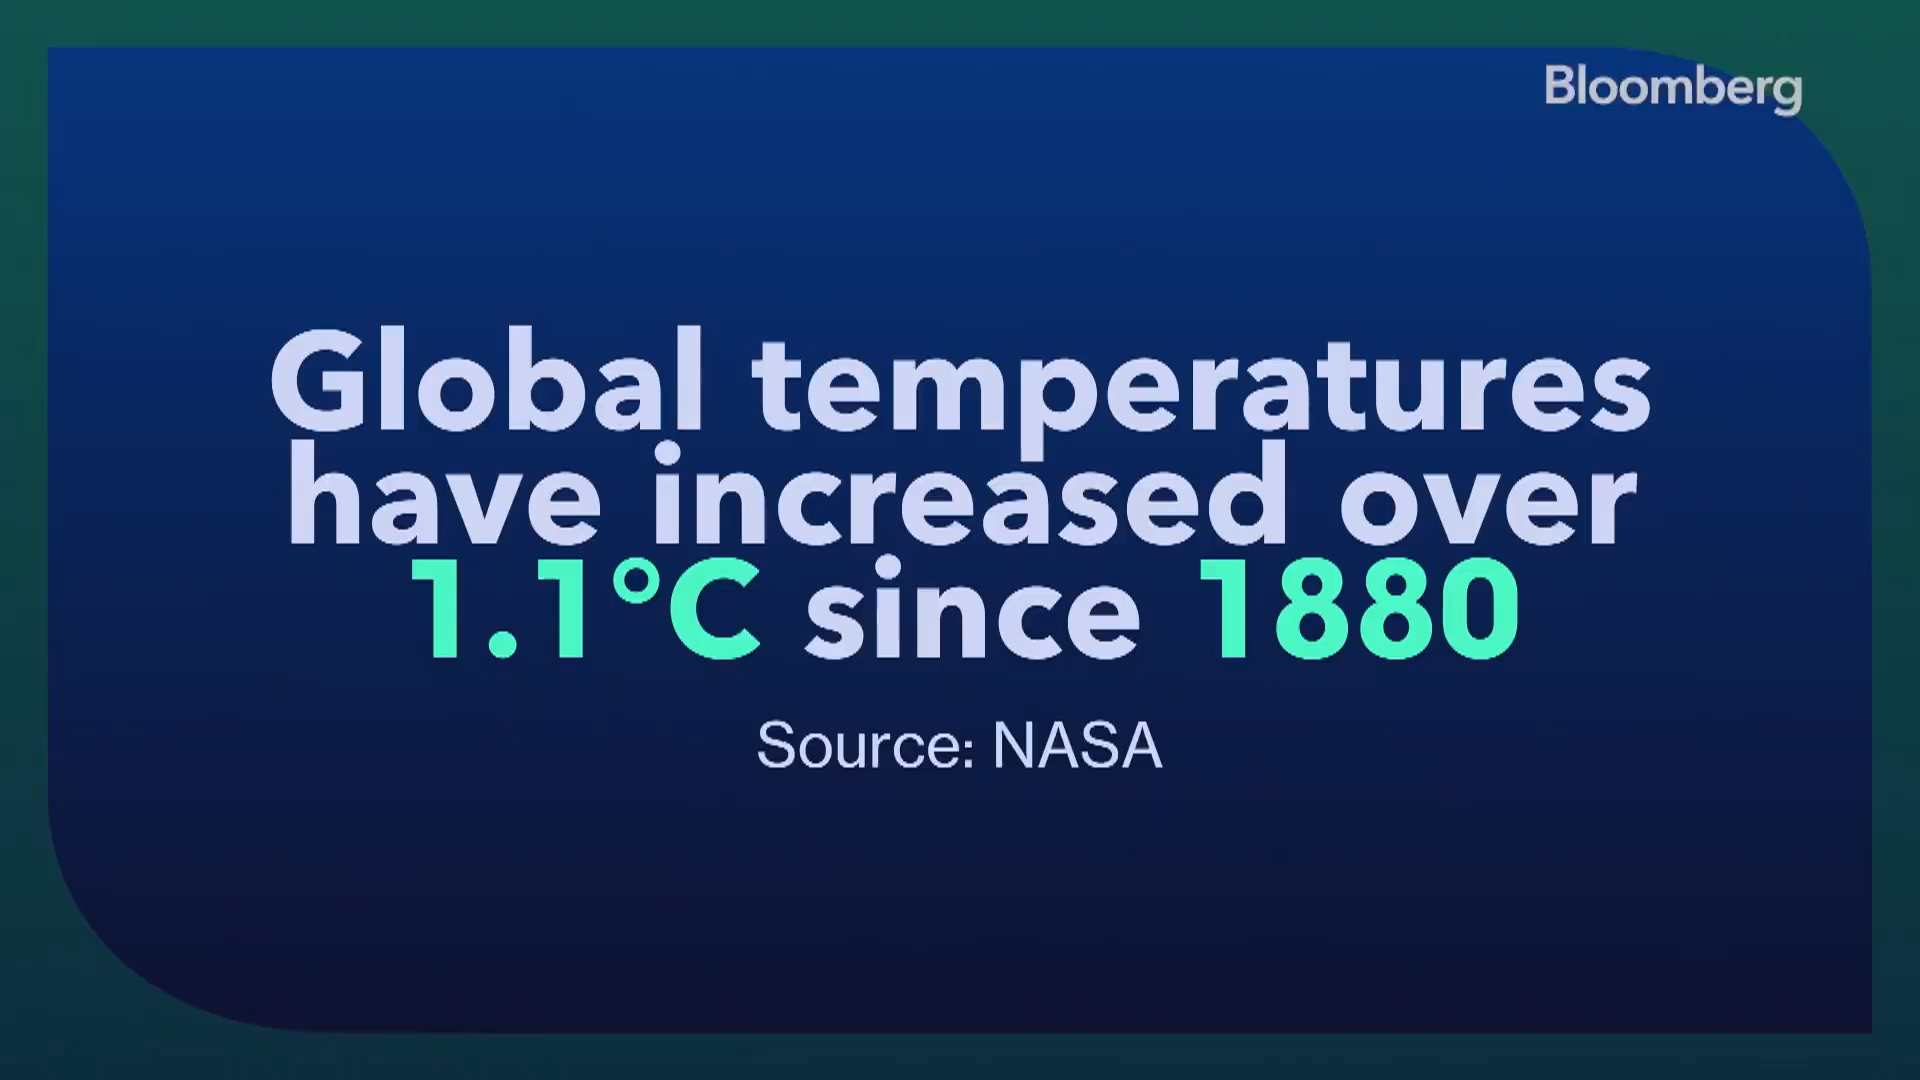 Bloomberg
Global temperatures
have increased over
1.1°C since 1880
Source: NASA